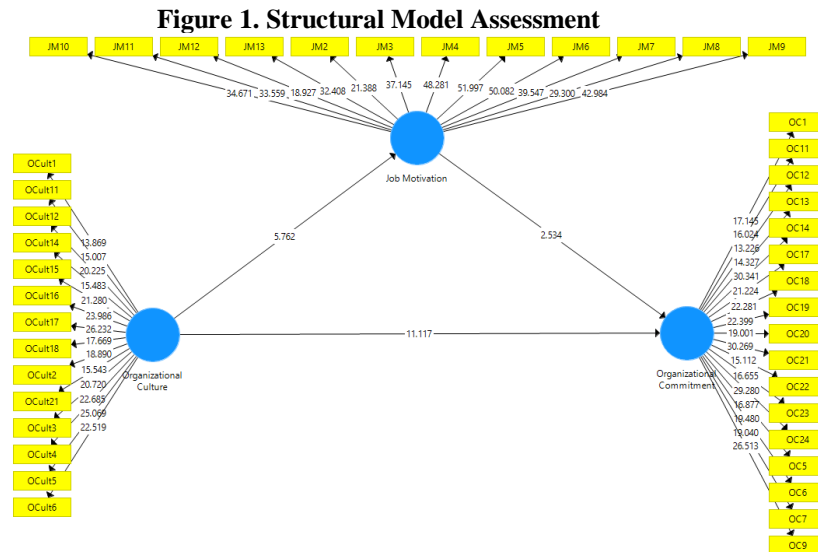 Figure 1. Structural Model Assessment
JM10 JM11 JM12 JM13 JM2 JM3 JM4 JM5 JM6 JM7 JM8 JM9
34.671 33.559 18.927 32.408 21.388 37.145 48.281 51.997 50.082 39.547 29.300 42.984
Job Motivation
OCult1
OCult11
OCult12
OCult14
OCult15
OCult16
OCult17
OCult18
OCult2
OCult21
OCult3
OCult4
OCult5
OCult6
13.869
15.007
20.225
15.483
21.280
23.986
26.232
17.669
18.890
15.543
20.720
22.685
25.069
22.519
Organizational
Culture
5.762
2.534
11.117
Organizational
Commitment
17.145
16.024
13.226
14.327
30.341
21.224
22.281
22.399
19.001
30.269
15.112
16.655
29.280
16.877
19.480
19.040
26.513
OC1
OC11
OC12
OC13
OC14
OC17
OC18
OC19
OC20
OC21
OC22
OC23
OC24
OC5
OC6
OC7
OC9